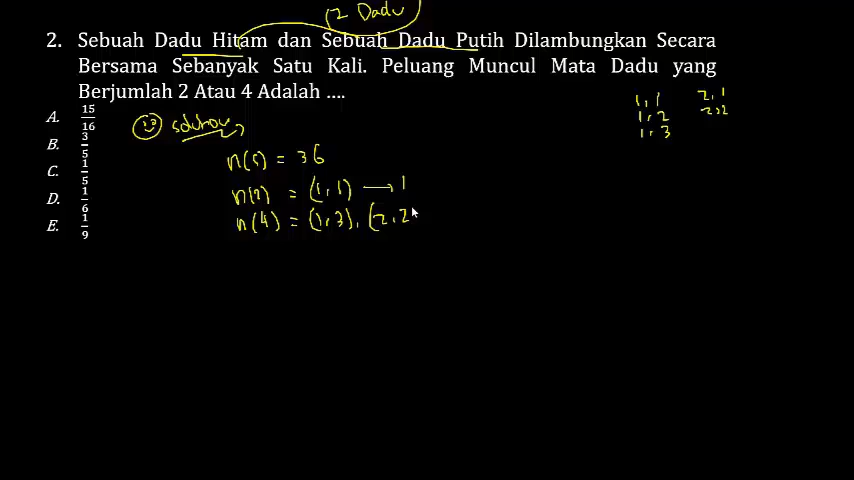 2 Dadu
2. Sebuah Dadu Hitam dan Sebuah Dadu Putih Dilambungkan Secara
Bersama Sebanyak Satu Kali. Peluang Muncul Mata Dadu yang
Berjumlah 2 Atau 4 Adalah ....
1,1 2,1
1,2 2,2
1,3
A. 15/16
B. 3/5
C. 1/5
D. 1/6
E. 1/9
n(s) = 36
n(2) = (1,1) → 1
n(4) = (1,3), (2,2